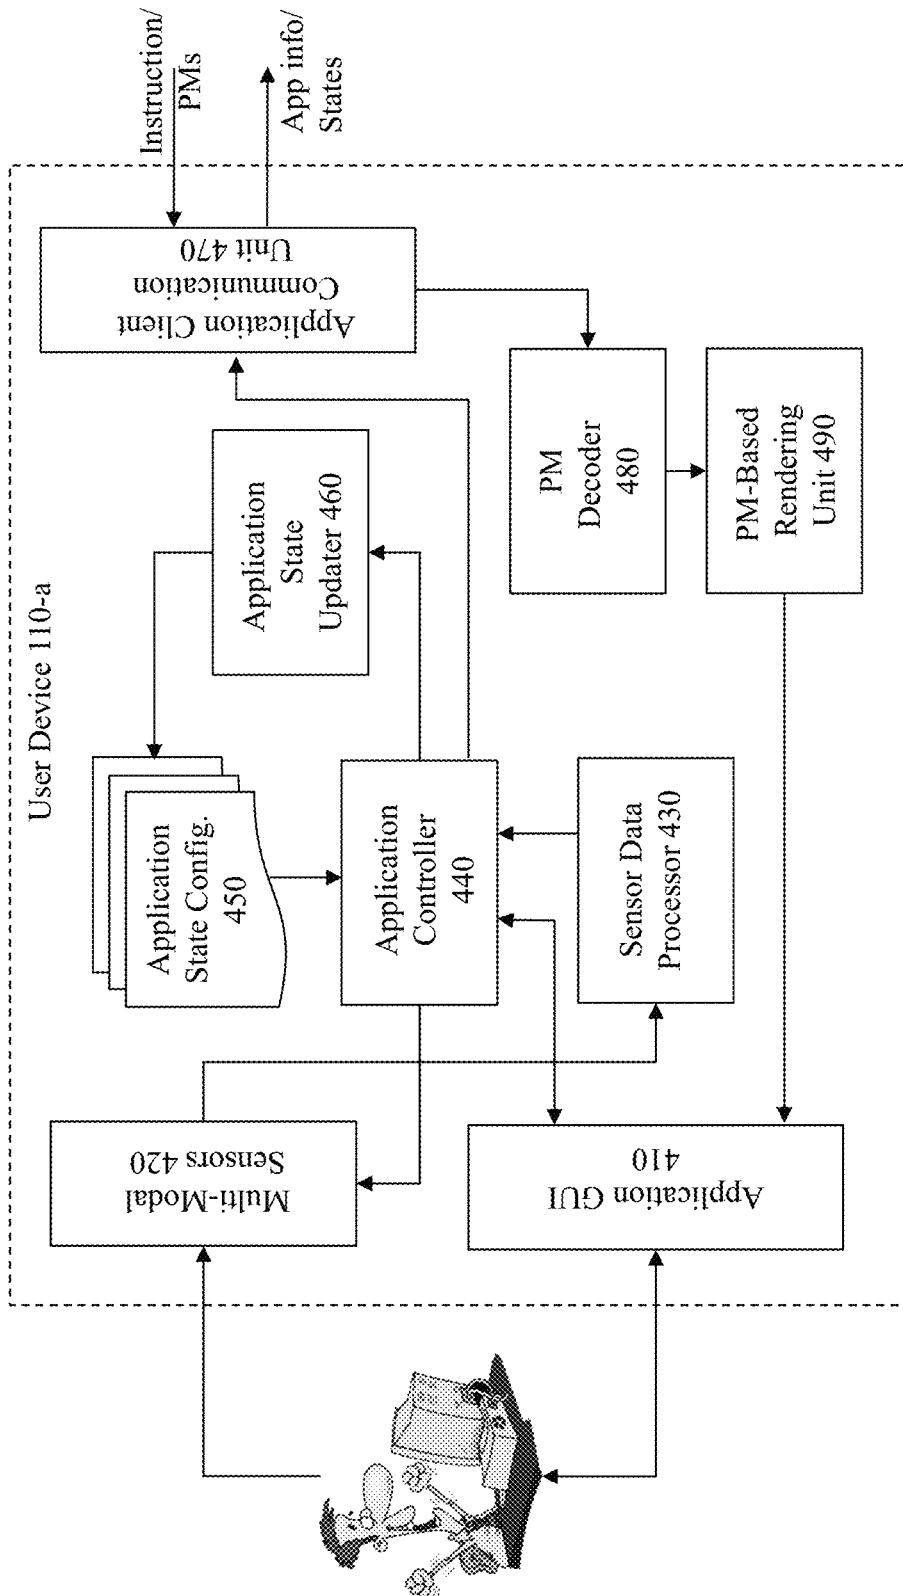 User Device 110-a
Instruction/
PMs
App info/
States
Application Client
Communication
Unit 470
Application
State
Updater 460
Application
State Config.
450
Multi-Modal
Sensors 420
Application
Controller
440
PM
Decoder
480
PM-Based
Rendering
Unit 490
Sensor Data
Processor 430
Application GUI
410